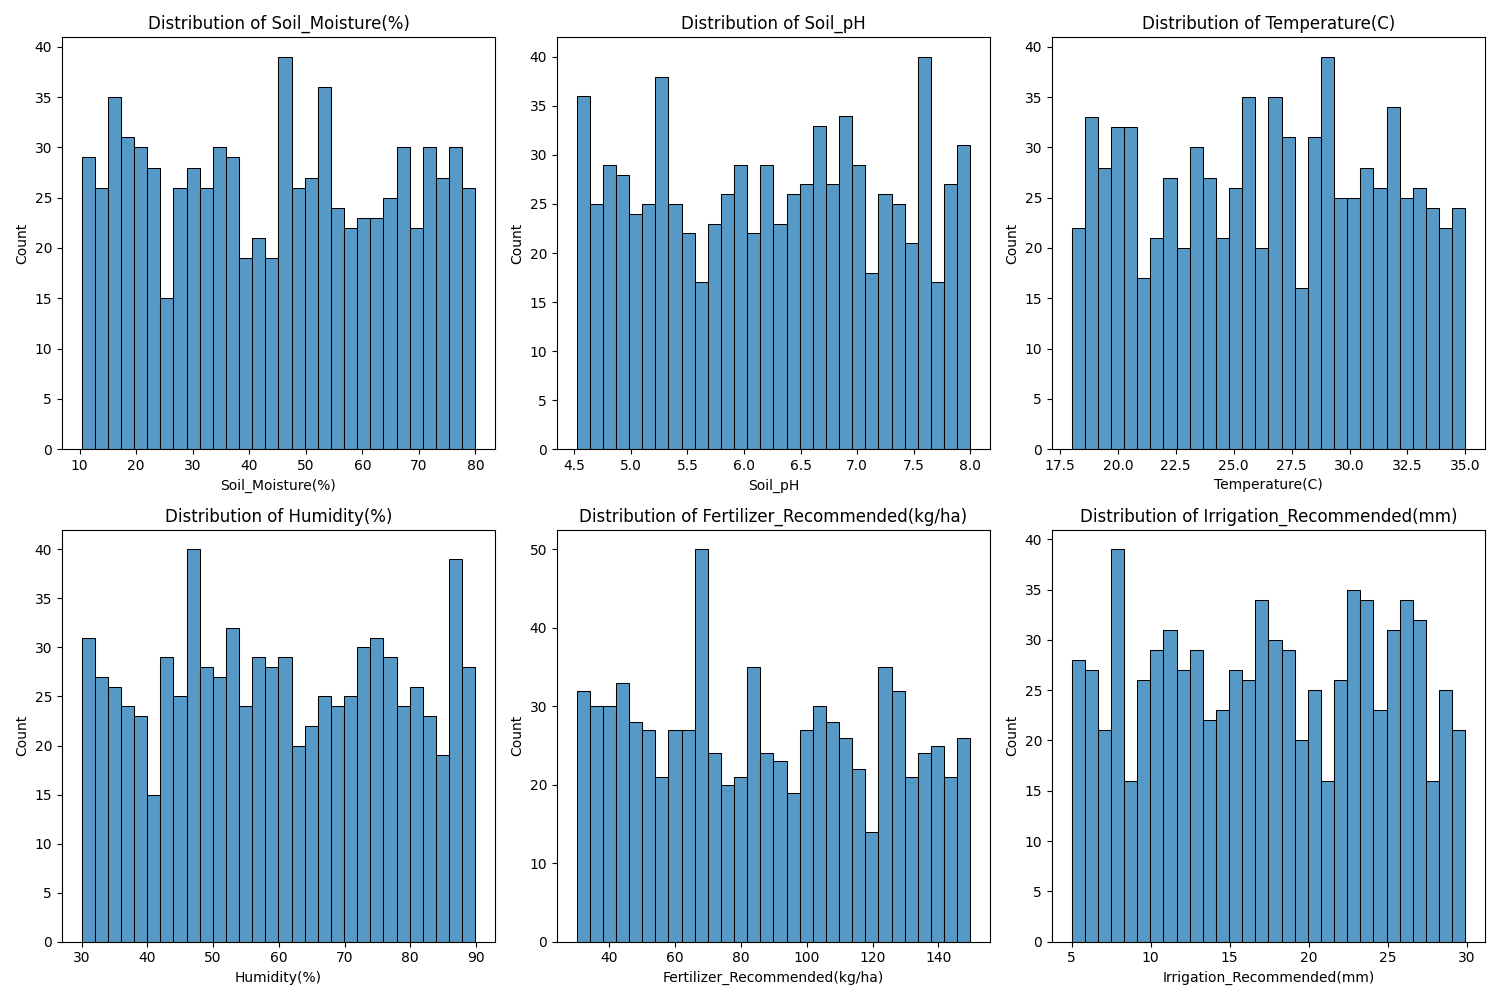 Distribution of Soil_Moisture(%)
40
35
30
25
20
15
10
5
0
Count
10 20 30 40 50 60 70 80
Soil_Moisture(%)
Distribution of Soil_pH
40
35
30
25
20
15
10
5
0
Count
4.5 5.0 5.5 6.0 6.5 7.0 7.5 8.0
Soil_pH
Distribution of Temperature(C)
40
35
30
25
20
15
10
5
0
Count
17.5 20.0 22.5 25.0 27.5 30.0 32.5 35.0
Temperature(C)
Distribution of Humidity(%)
40
35
30
25
20
15
10
5
0
Count
30 40 50 60 70 80 90
Humidity(%)
Distribution of Fertilizer_Recommended(kg/ha)
50
40
30
20
10
0
Count
40 60 80 100 120 140
Fertilizer_Recommended(kg/ha)
Distribution of Irrigation_Recommended(mm)
40
35
30
25
20
15
10
5
0
Count
5 10 15 20 25 30
Irrigation_Recommended(mm)